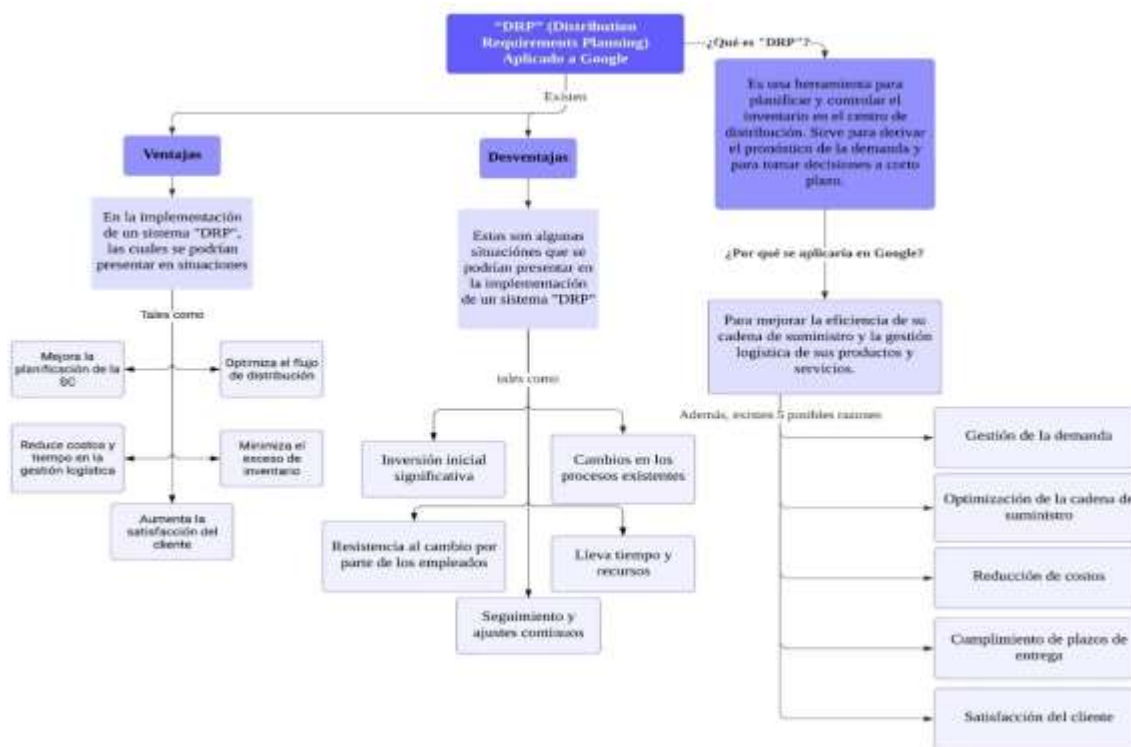 "DRP" (Distribution
Requirements Planning)
Aplicado a Google
¿Qué es "DRP"?
Es una herramienta para
planificar y controlar el
inventario en el centro de
distribución. Sirve para derivar
el pronóstico de la demanda y
para tomar decisiones a corto
plazo.
Existen
Ventajas
Desventajas
En la implementación
de un sistema "DRP",
las cuales se podrían
presentar en situaciones
Tales como
Mejora la
planificación de la
SC
Optimiza el flujo
de distribución
Reduce costos y
tiempo en la
gestión logística
Minimiza el
exceso de
inventario
Aumenta la
satisfacción del
cliente
Estas son algunas
situaciónes que se
podrían presentar en
la implementación
de un sistema "DRP"
tales como
Inversión inicial
significativa
Cambios en los
procesos existentes
Resistencia al cambio por
parte de los empleados
Lleva tiempo y
recursos
Seguimiento y
ajustes continuos
¿Por qué se aplicaría en Google?
Para mejorar la eficiencia de su
cadena de suministro y la gestión
logística de sus productos y
servicios.
Además, existen 5 posibles razones
Gestión de la demanda
Optimización de la cadena de
suministro
Reducción de costos
Cumplimiento de plazos de
entrega
Satisfacción del cliente